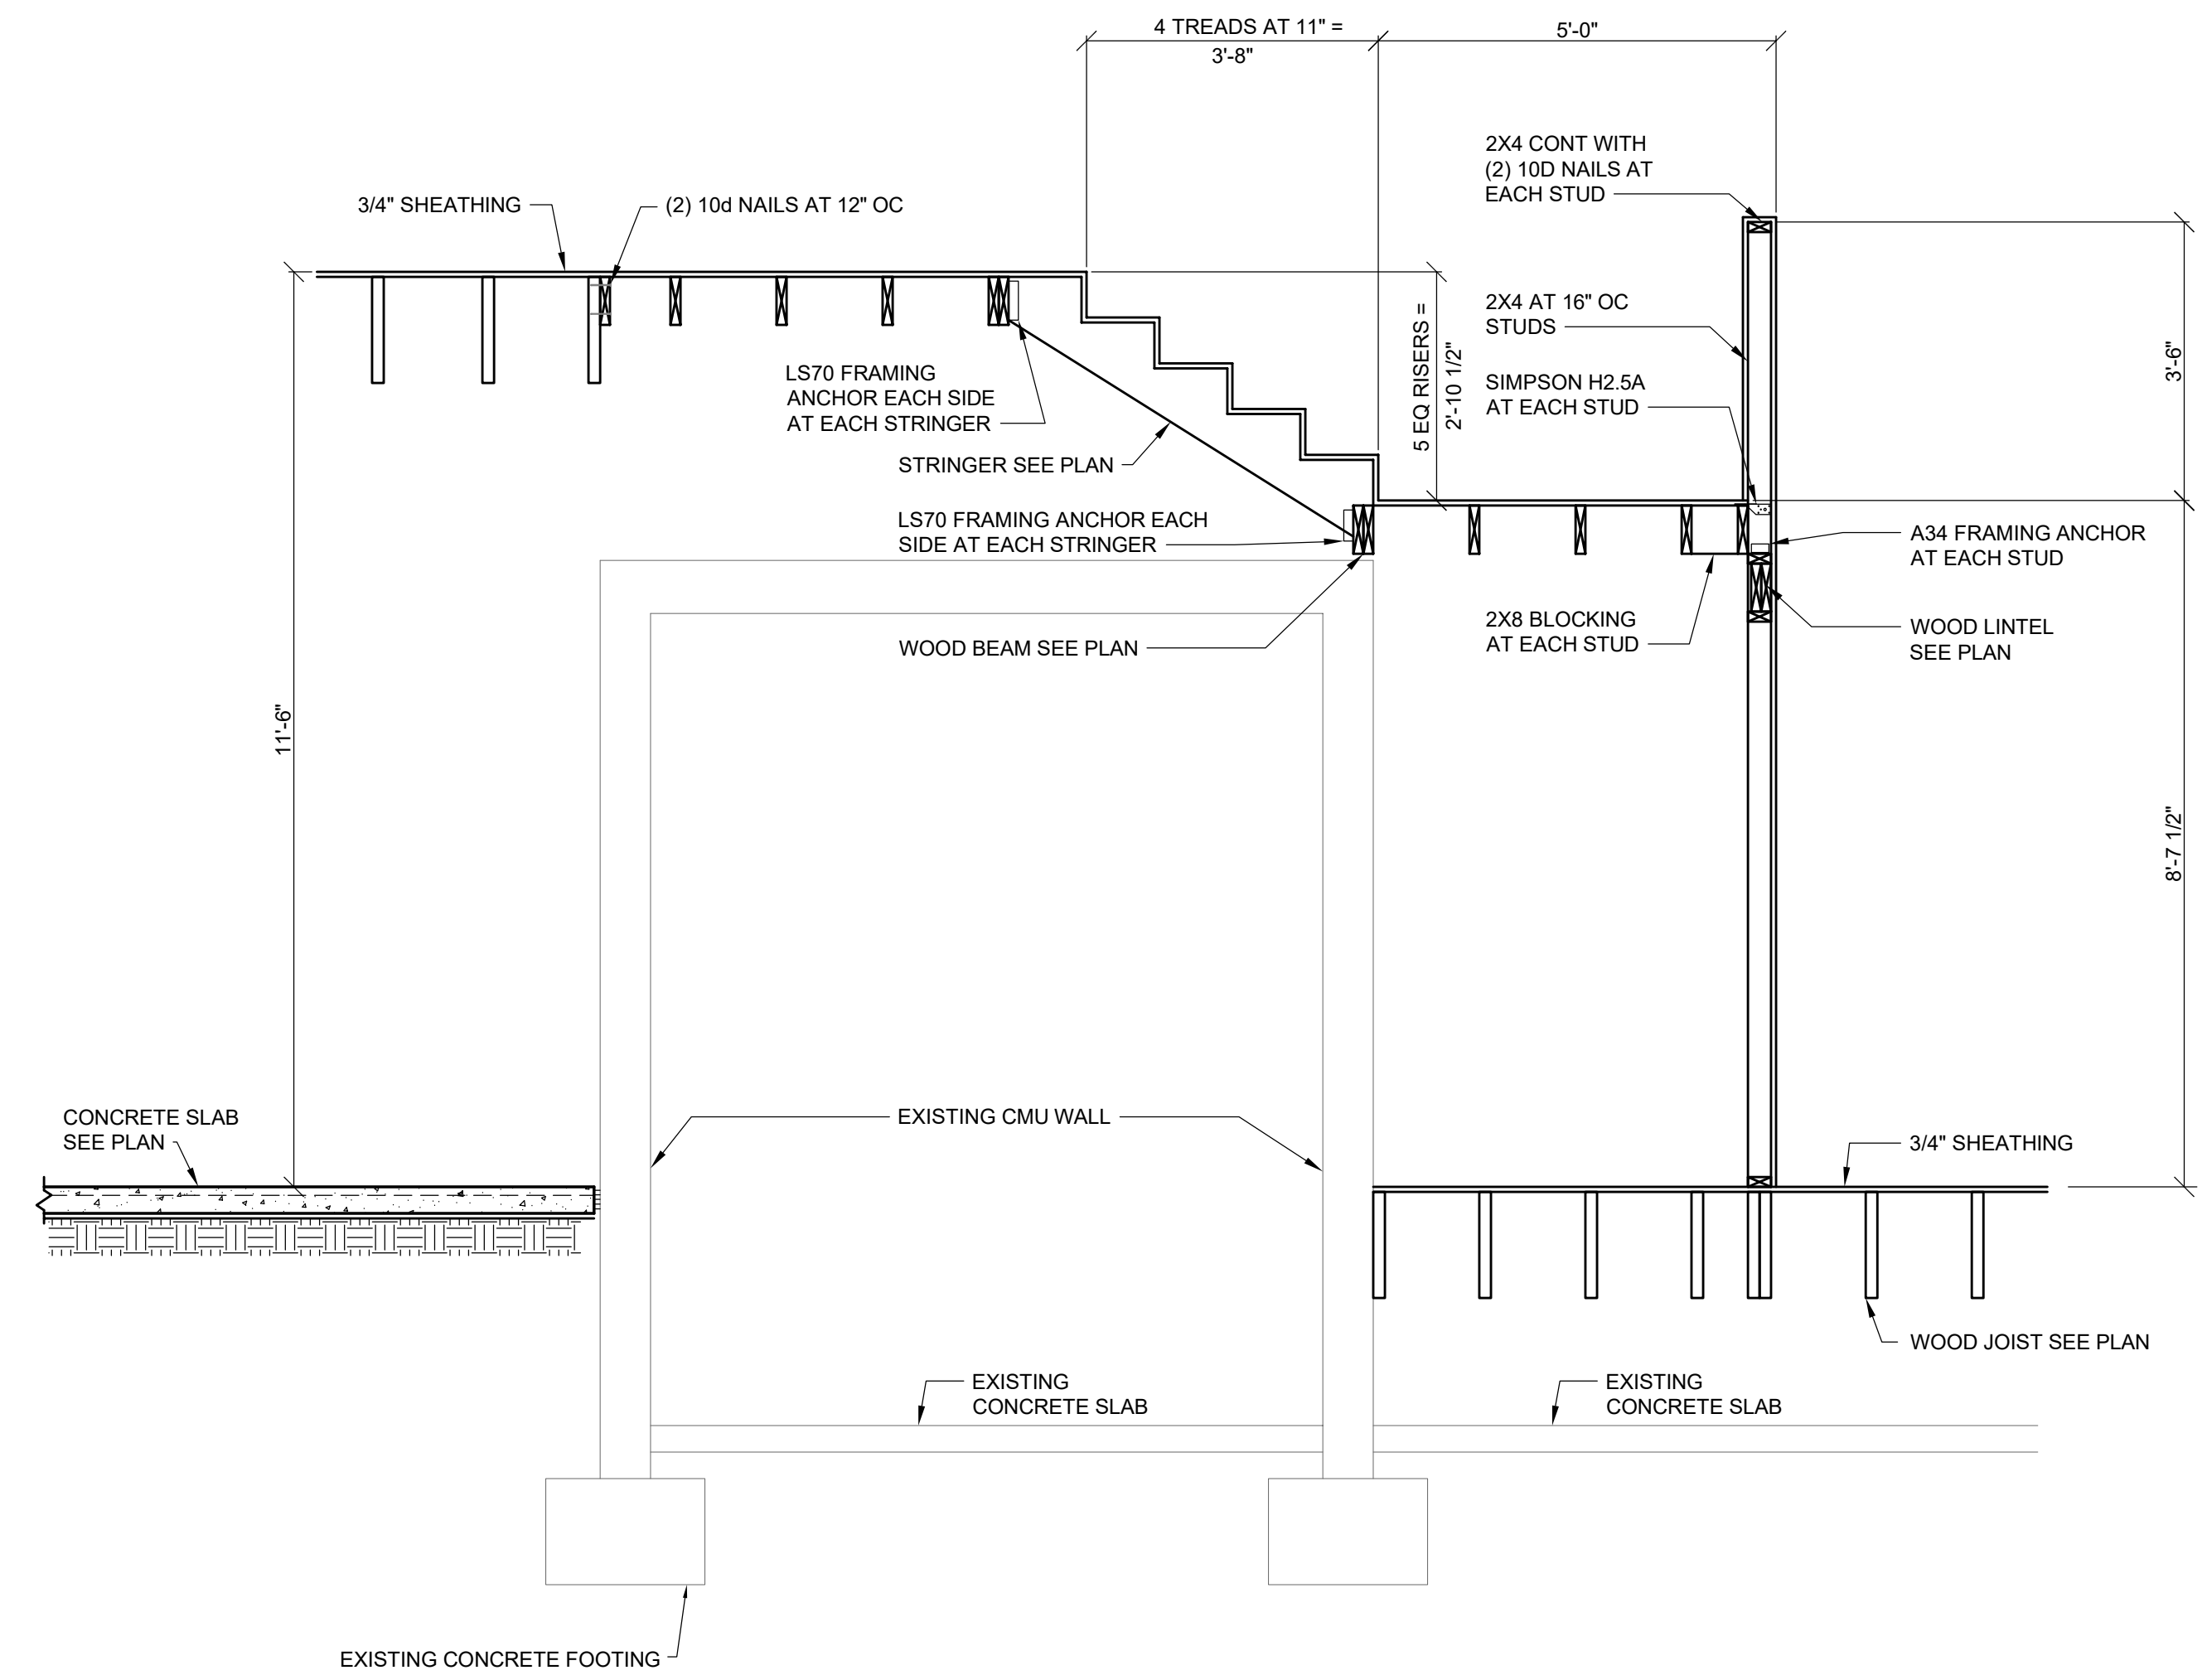 4 TREADS AT 11" =
3'-8"
5'-0"
2X4 CONT WITH
(2) 10D NAILS AT
EACH STUD
3/4" SHEATHING
(2) 10d NAILS AT 12" OC
2X4 AT 16" OC
STUDS
5 EQ RISERS =
2'-10 1/2"
3'-6"
LS70 FRAMING
ANCHOR EACH SIDE
AT EACH STRINGER
SIMPSON H2.5A
AT EACH STUD
STRINGER SEE PLAN
LS70 FRAMING ANCHOR EACH
SIDE AT EACH STRINGER
A34 FRAMING ANCHOR
AT EACH STUD
WOOD BEAM SEE PLAN
2X8 BLOCKING
AT EACH STUD
WOOD LINTEL
SEE PLAN
11'-6"
8'-7 1/2"
CONCRETE SLAB
SEE PLAN
EXISTING CMU WALL
3/4" SHEATHING
WOOD JOIST SEE PLAN
EXISTING
CONCRETE SLAB
EXISTING
CONCRETE SLAB
EXISTING CONCRETE FOOTING